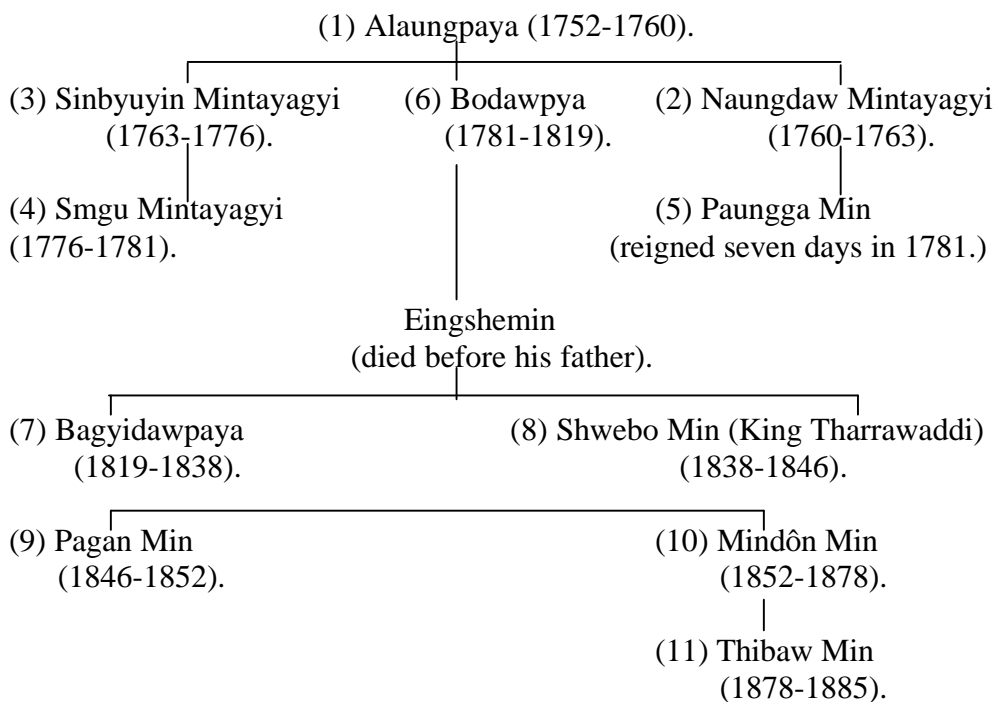 (1) Alaungpaya (1752-1760).
(3) Sinbyuyin Mintayagyi (6) Bodawpya (2) Naungdaw Mintayagyi
(1763-1776). (1781-1819). (1760-1763).
(4) Smgu Mintayagyi (5) Paungga Min
(1776-1781). (reigned seven days in 1781.)
Eingshemin
(died before his father).
(7) Bagyidawpaya (8) Shwebo Min (King Tharrawaddi)
(1819-1838). (1838-1846).
(9) Pagan Min (10) Mindôn Min
(1846-1852). (1852-1878).
(11) Thibaw Min
(1878-1885).